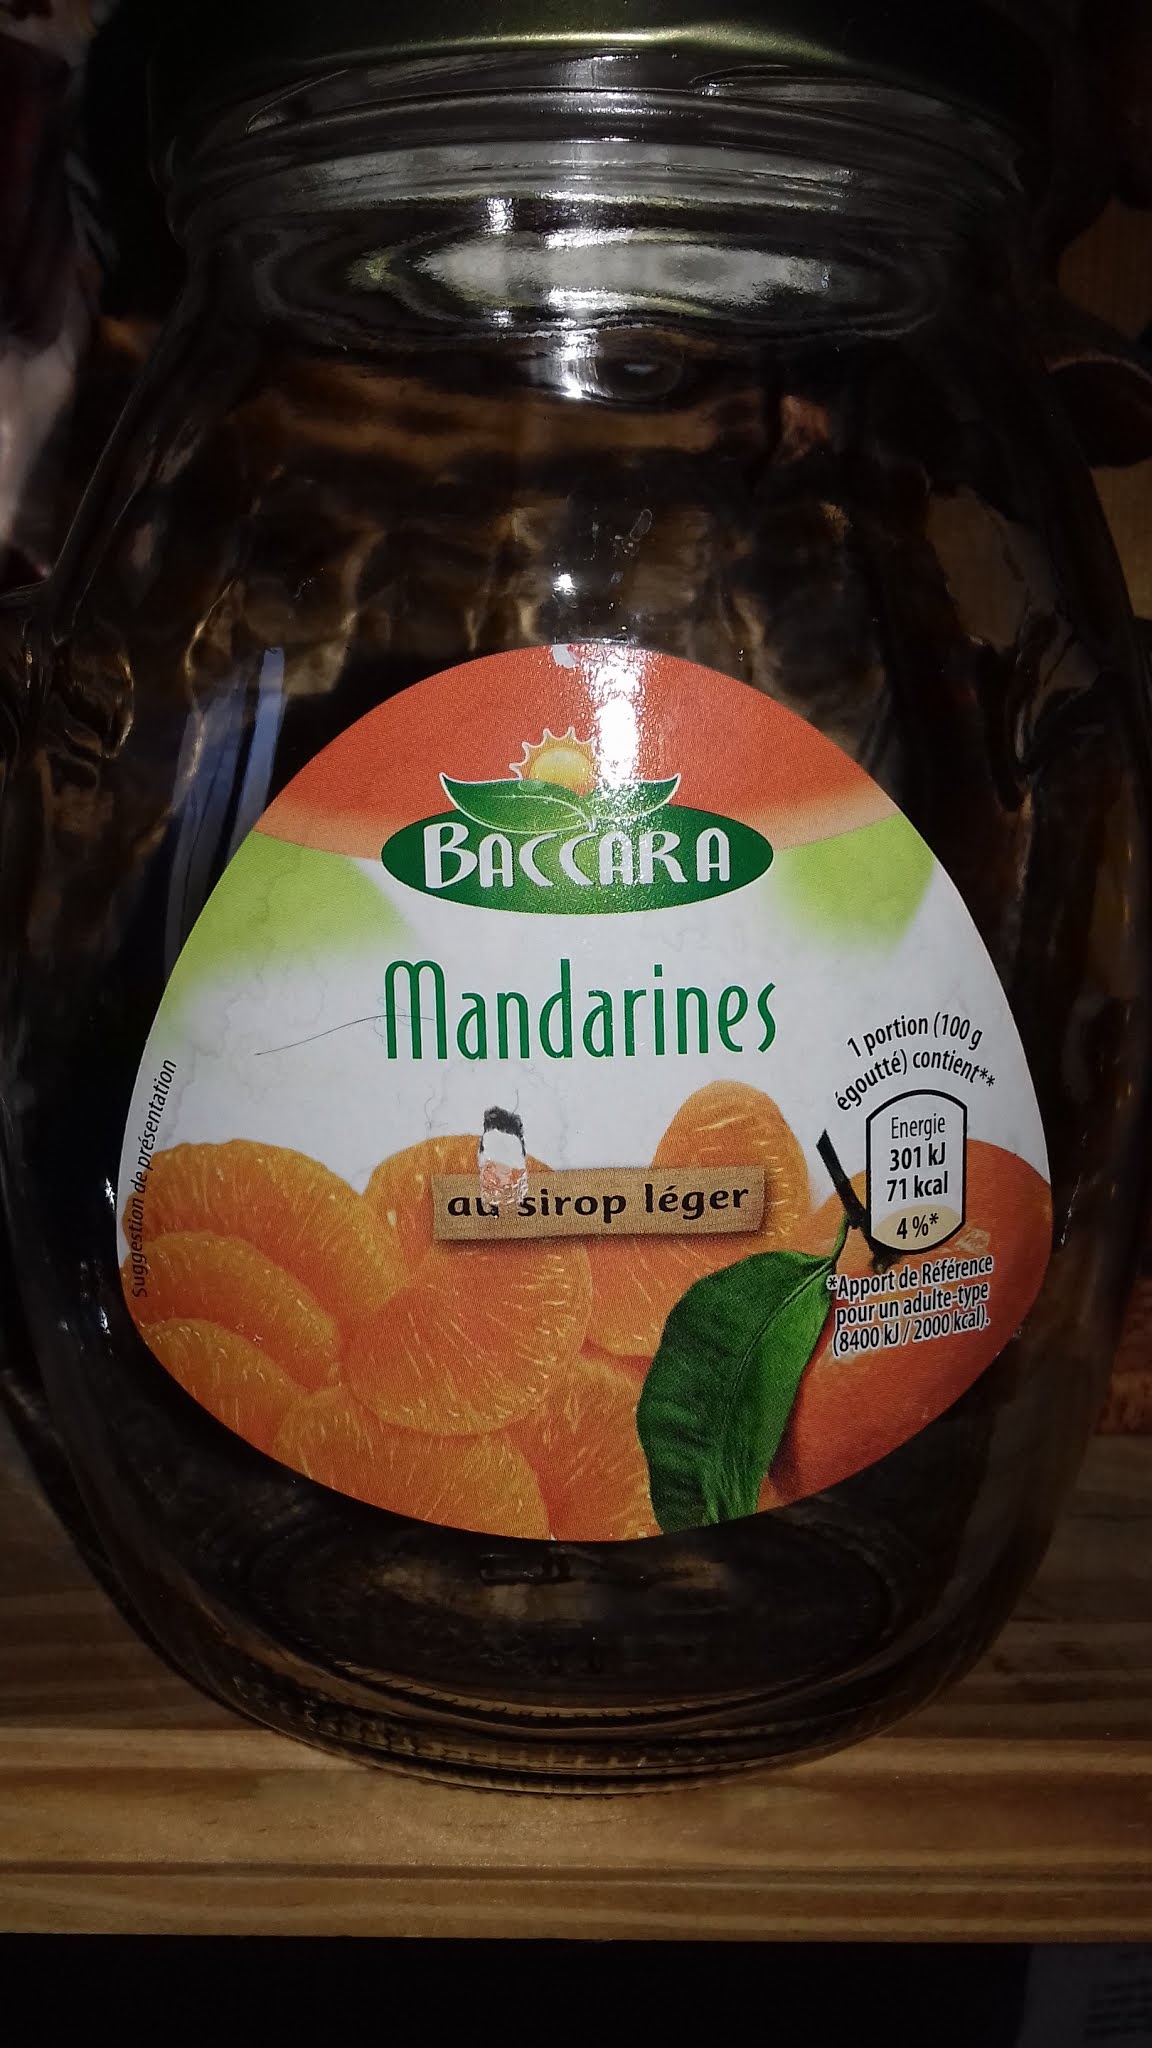 BACCARA
Mandarines
au sirop léger
Suggestion de présentation
1 portion (100 g
égoutté) contient**
Energie
301 kJ
71 kcal
4 %*
*Apport de Référence
pour un adulte-type
(8400 kJ / 2000 kcal).